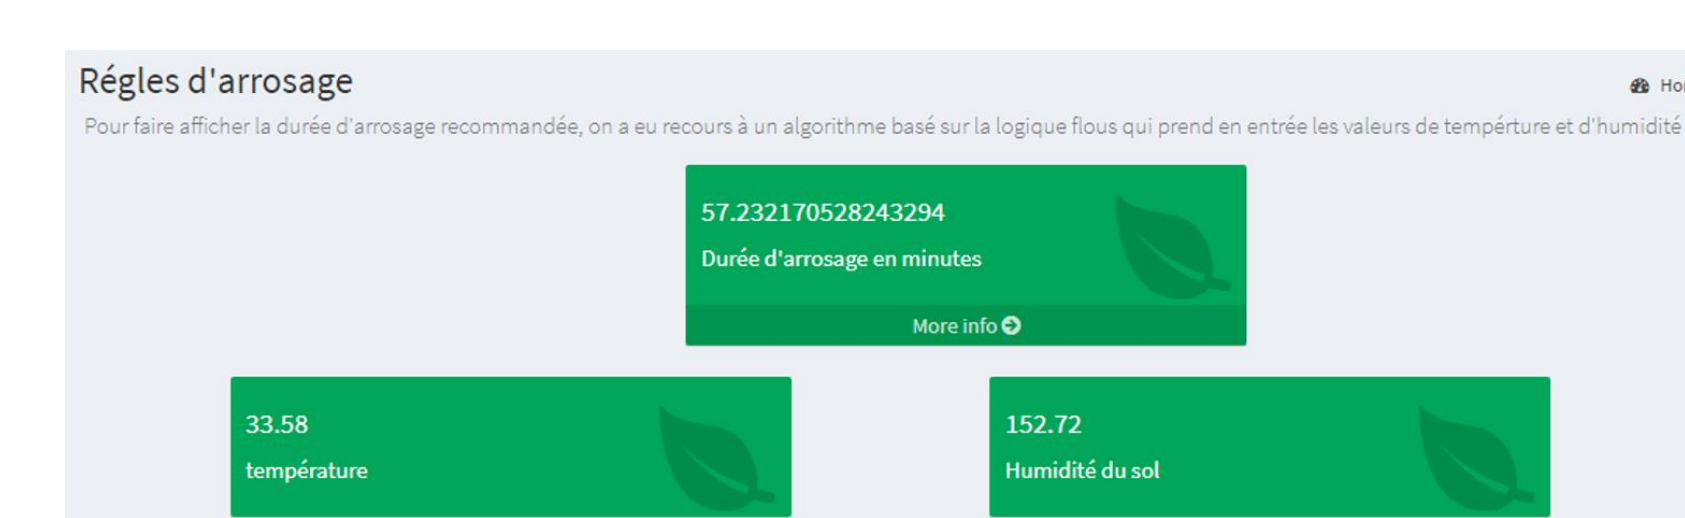 Régles d'arrosage
Pour faire afficher la durée d'arrosage recommandée, on a eu recours à un algorithme basé sur la logique flous qui prend en entrée les valeurs de tempérture et d'humidité
57.232170528243294
Durée d'arrosage en minutes
More info
33.58
température
152.72
Humidité du sol